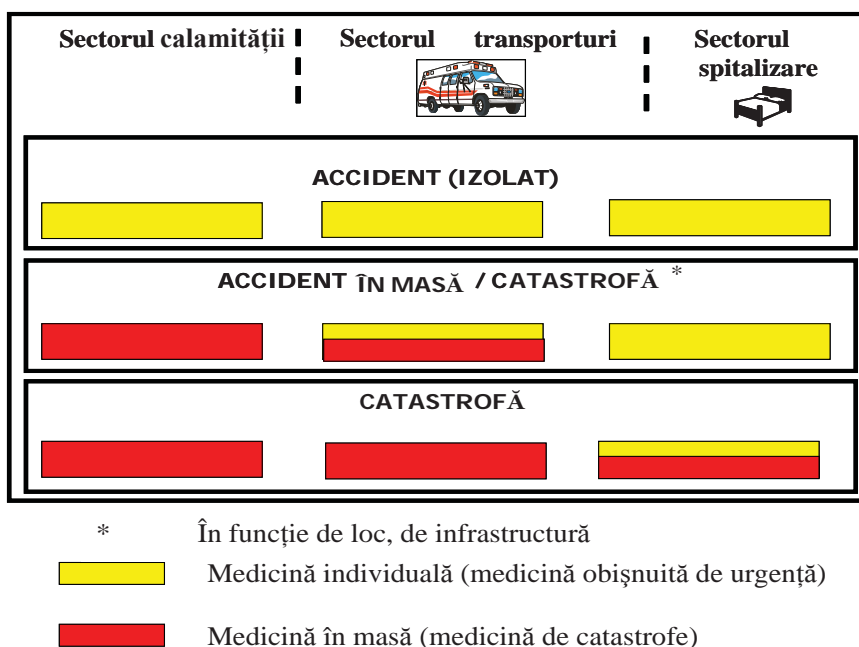 Sectorul calamității Sectorul transporturi Sectorul
spitalizare
ACCIDENT (IZOLAT)
ACCIDENT ÎN MASĂ / CATASTROFĂ *
CATASTROFĂ
* În funcție de loc, de infrastructură
Medicină individuală (medicină obişnuită de urgență)
Medicină în masă (medicină de catastrofe)